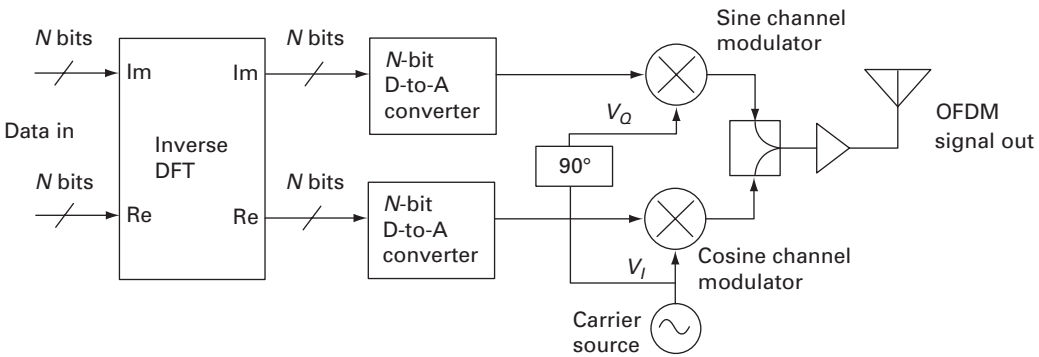 N bits
Im
Im
N bits
N-bit
D-to-A
converter
Sine channel
modulator
V_Q
Data in
Inverse
DFT
90°
OFDM
signal out
N bits
Re
Re
N bits
N-bit
D-to-A
converter
V_I
Cosine channel
modulator
Carrier
source